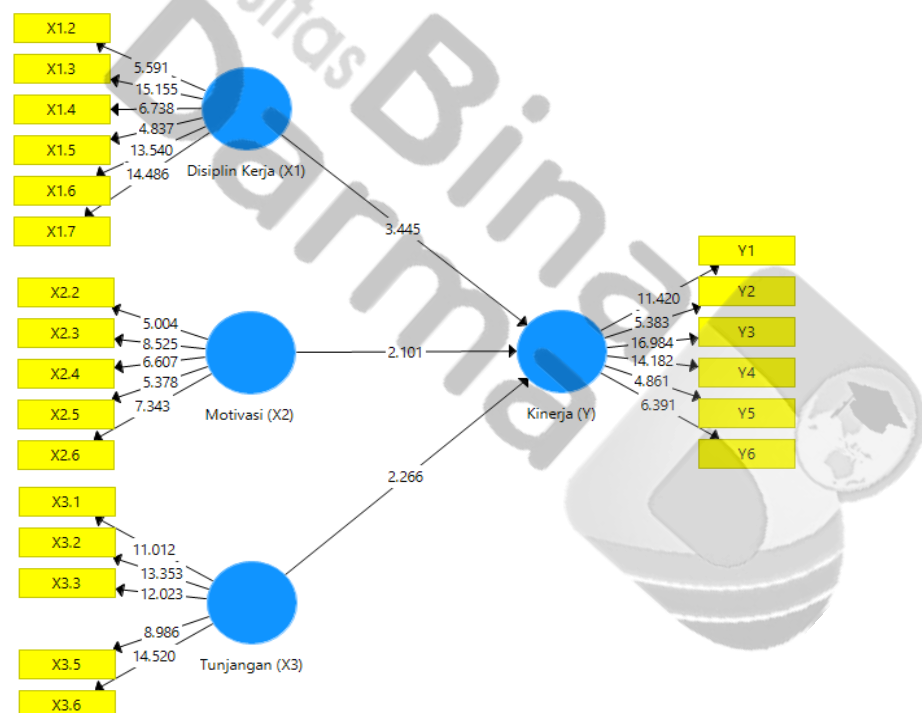 X1.2
X1.3
X1.4
X1.5
X1.6
X1.7
5.591
15.155
6.738
4.837
13.540
14.486
Disiplin Kerja (X1)
3.445
X2.2
X2.3
X2.4
X2.5
X2.6
5.004
8.525
6.607
5.378
7.343
Motivasi (X2)
2.101
X3.1
X3.2
X3.3
X3.5
X3.6
11.012
13.353
12.023
8.986
14.520
Tunjangan (X3)
2.266
Kinerja (Y)
11.420
5.383
16.984
14.182
4.861
6.391
Y1
Y2
Y3
Y4
Y5
Y6
sitas
Bina
Darma